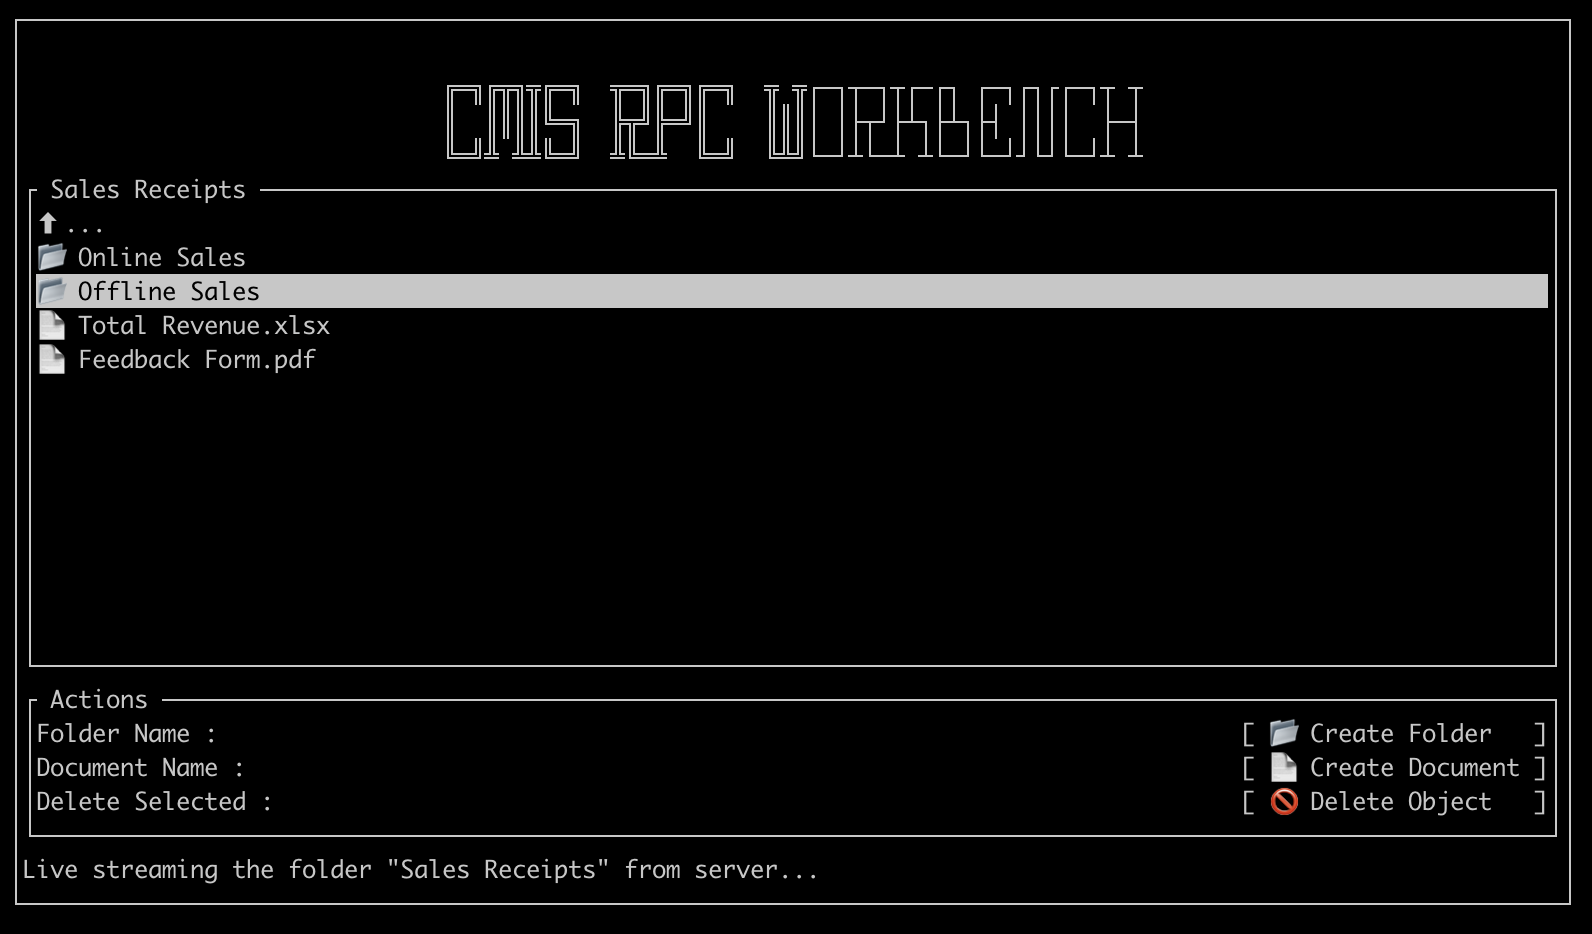 CMS RPC WORKBENCH
Sales Receipts
...
Online Sales
Offline Sales
Total Revenue.xlsx
Feedback Form.pdf
Actions
Folder Name : [ Create Folder ]
Document Name : [ Create Document ]
Delete Selected : [ Delete Object ]
Live streaming the folder "Sales Receipts" from server...